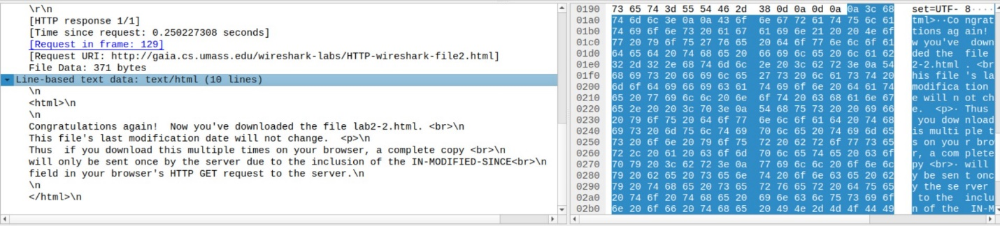 \r\n
[HTTP response 1/1]
[Time since request: 0.250227308 seconds]
[Request in frame: 129]
[Request URI: http://gaia.cs.umass.edu/wireshark-labs/HTTP-wireshark-file2.html]
File Data: 371 bytes
Line-based text data: text/html (10 lines)
\n
<html>\n
\n
Congratulations again!  Now you've downloaded the file lab2-2.html. <br>\n
This file's last modification date will not change.  <p>\n
Thus  if you download this multiple times on your browser, a complete copy <br>\n
will only be sent once by the server due to the inclusion of the IN-MODIFIED-SINCE<br>\n
field in your browser's HTTP GET request to the server.\n
\n
</html>\n
0190  73 65 74 3d 55 54 46 2d  38 0d 0a 0d 0a 0a 3c 68  set=UTF- 8····
01a0  74 6d 6c 3e 0a 0a 43 6f  6e 67 72 61 74 75 6c 61  tml>··Co ngrat
01b0  74 69 6f 6e 73 20 61 67  61 69 6e 21 20 20 4e 6f  tions ag ain!
01c0  77 20 79 6f 75 27 76 65  20 64 6f 77 6e 6c 6f 61  w you've  down
01d0  64 65 64 20 74 68 65 20  66 69 6c 65 20 6c 61 62  ded the  file
01e0  32 2d 32 2e 68 74 6d 6c  2e 20 3c 62 72 3e 0a 54  2-2.html . <br
01f0  68 69 73 20 66 69 6c 65  27 73 20 6c 61 73 74 20  his file 's la
0200  6d 6f 64 69 66 69 63 61  74 69 6f 6e 20 64 61 74  modifica tion
0210  65 20 77 69 6c 6c 20 6e  6f 74 20 63 68 61 6e 67  e will n ot ch
0220  65 2e 20 20 3c 70 3e 0a  54 68 75 73 20 20 69 66  e.  <p>· Thus
0230  20 79 6f 75 20 64 6f 77  6e 6c 6f 61 64 20 74 68   you dow nload
0240  69 73 20 6d 75 6c 74 69  70 6c 65 20 74 69 6d 65  is multi ple t
0250  73 20 6f 6e 20 79 6f 75  72 20 62 72 6f 77 73 65  s on you r bro
0260  72 2c 20 61 20 63 6f 6d  70 6c 65 74 65 20 63 6f  r, a com plete
0270  70 79 20 3c 62 72 3e 0a  77 69 6c 6c 20 6f 6e 6c  py <br>· will
0280  79 20 62 65 20 73 65 6e  74 20 6f 6e 63 65 20 62  y be sen t onc
0290  79 20 74 68 65 20 73 65  72 76 65 72 20 64 75 65  y the se rver
02a0  20 74 6f 20 74 68 65 20  69 6e 63 6c 75 73 69 6f   to the  inclu
02b0  6e 20 6f 66 20 74 68 65  20 49 4e 2d 4d 4f 44 49  n of the  IN-M